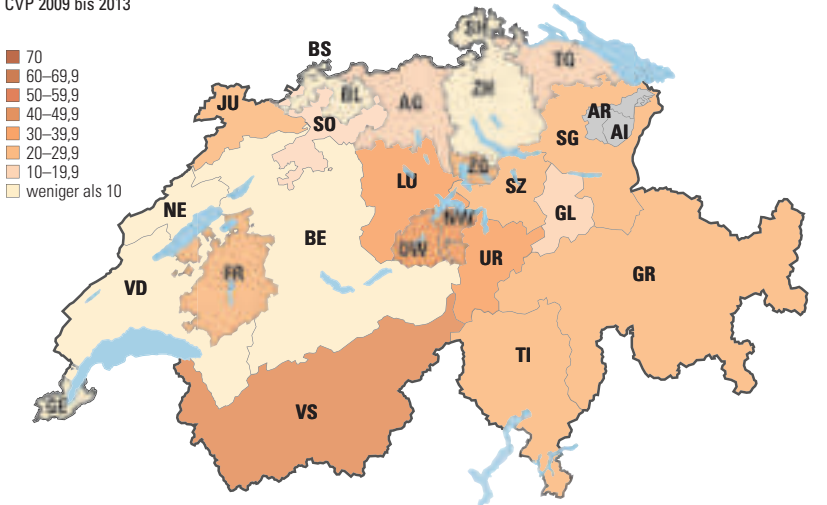 CVP 2009 bis 2013
70
60–69,9
50–59,9
40–49,9
30–39,9
20–29,9
10–19,9
weniger als 10
SH
BS
TG
BL
ZH
JU
AG
AR
SO
AI
SG
ZG
LU
SZ
NE
GL
NW
BE
OW
UR
FR
GR
VD
TI
GE
VS